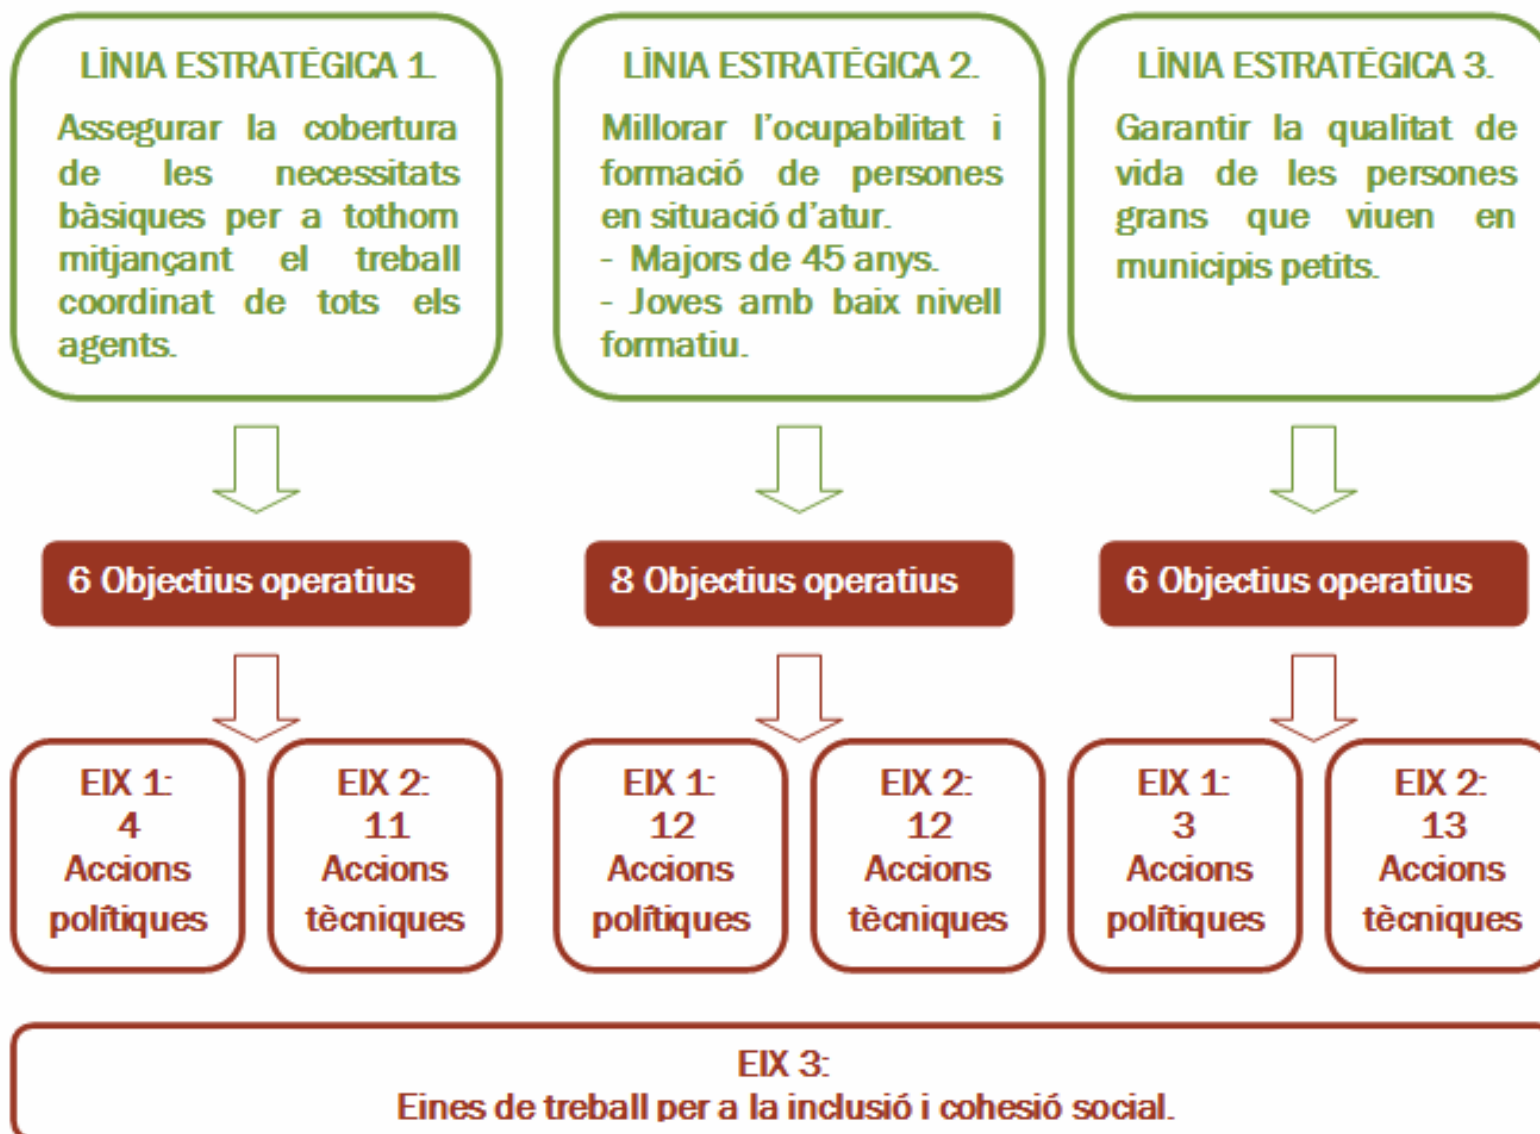 LÍNIA ESTRATÈGICA 1.
Assegurar la cobertura
de les necessitats
bàsiques per a tothom
mitjançant el treball
coordinat de tots els
agents.
LÍNIA ESTRATÈGICA 2.
Millorar l'ocupabilitat i
formació de persones
en situació d'atur.
- Majors de 45 anys.
- Joves amb baix nivell
formatiu.
LÍNIA ESTRATÈGICA 3.
Garantir la qualitat de
vida de les persones
grans que viuen en
municipis petits.
6 Objectius operatius
8 Objectius operatius
6 Objectius operatius
EIX 1:
4
Accions
polítiques
EIX 2:
11
Accions
tècniques
EIX 1:
12
Accions
polítiques
EIX 2:
12
Accions
tècniques
EIX 1:
3
Accions
polítiques
EIX 2:
13
Accions
tècniques
EIX 3:
Eines de treball per a la inclusió i cohesió social.